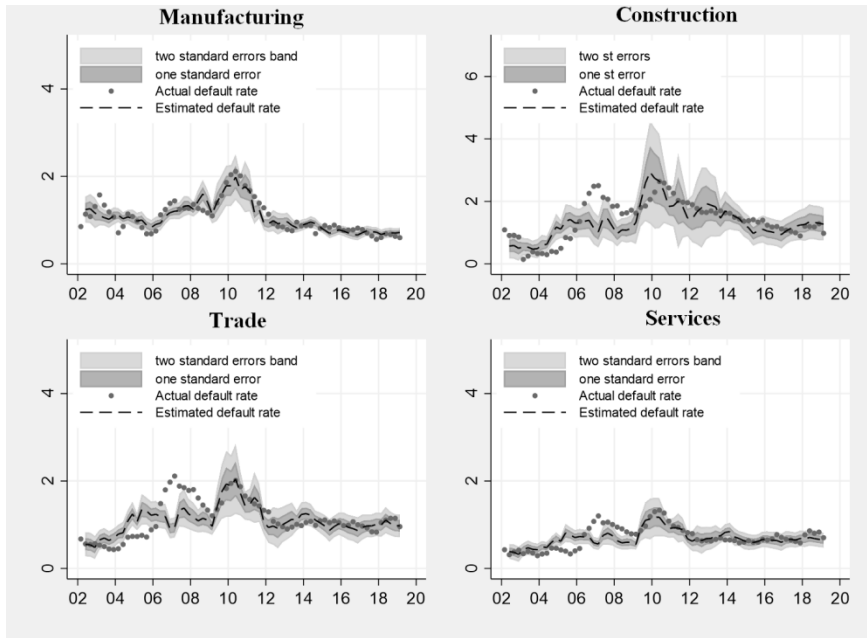 Manufacturing
two standard errors band
one standard error
Actual default rate
Estimated default rate
4
2
0
02 04 06 08 10 12 14 16 18 20
Construction
two st errors
one st error
Actual default rate
Estimated default rate
6
4
2
0
02 04 06 08 10 12 14 16 18 20
Trade
two standard errors band
one standard error
Actual default rate
Estimated default rate
4
2
0
02 04 06 08 10 12 14 16 18 20
Services
two standard errors band
one standard error
Actual default rate
Estimated default rate
4
2
0
02 04 06 08 10 12 14 16 18 20